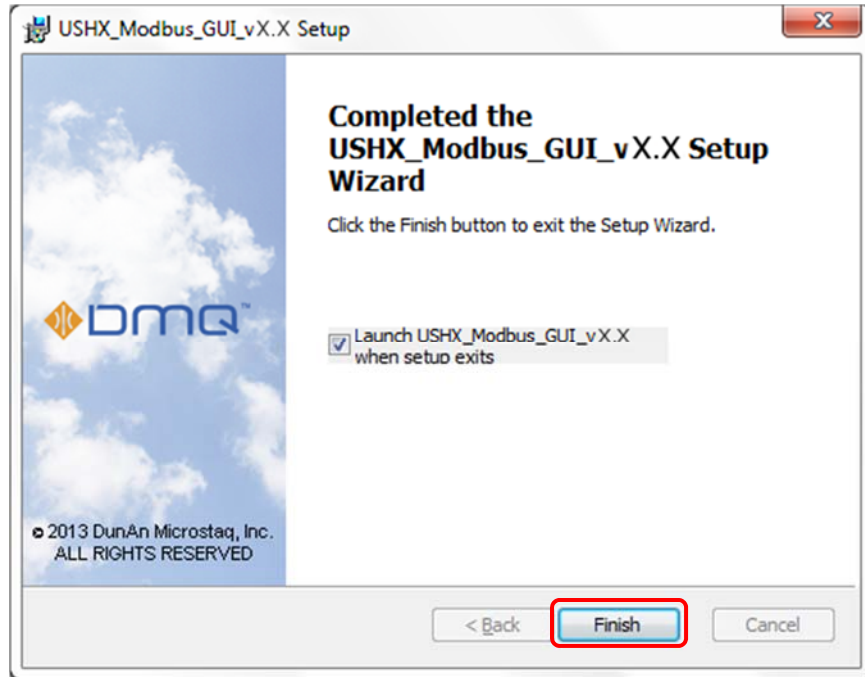 USHX_Modbus_GUI_vX.X Setup
Completed the
USHX_Modbus_GUI_vX.X Setup
Wizard
Click the Finish button to exit the Setup Wizard.
DMQ™
Launch USHX_Modbus_GUI_vX.X
when setup exits
© 2013 DunAn Microstaq, Inc.
ALL RIGHTS RESERVED
< Back Finish Cancel